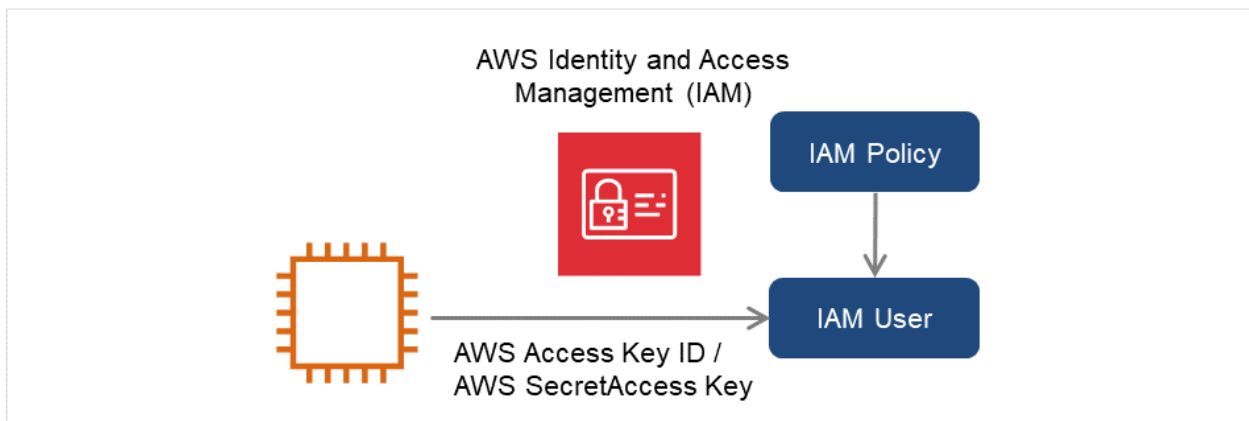 AWS Identity and Access
Management (IAM)
IAM Policy
IAM User
AWS Access Key ID /
AWS SecretAccess Key